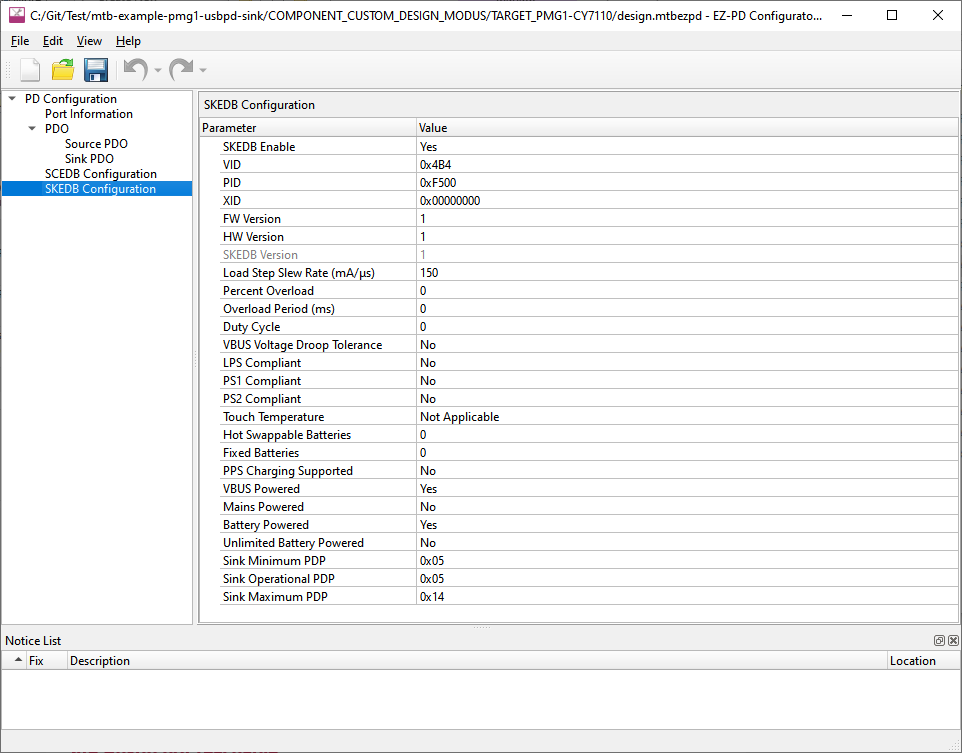 C:/Git/Test/mtb-example-pmg1-usbpd-sink/COMPONENT_CUSTOM_DESIGN_MODUS/TARGET_PMG1-CY7110/design.mtbezpd - EZ-PD Configurato...
File Edit View Help
PD Configuration
Port Information
PDO
Source PDO
Sink PDO
SCEDB Configuration
SKEDB Configuration
SKEDB Configuration
Parameter Value
SKEDB Enable Yes
VID 0x4B4
PID 0xF500
XID 0x00000000
FW Version 1
HW Version 1
SKEDB Version 1
Load Step Slew Rate (mA/µs) 150
Percent Overload 0
Overload Period (ms) 0
Duty Cycle 0
VBUS Voltage Droop Tolerance No
LPS Compliant No
PS1 Compliant No
PS2 Compliant No
Touch Temperature Not Applicable
Hot Swappable Batteries 0
Fixed Batteries 0
PPS Charging Supported No
VBUS Powered Yes
Mains Powered No
Battery Powered Yes
Unlimited Battery Powered No
Sink Minimum PDP 0x05
Sink Operational PDP 0x05
Sink Maximum PDP 0x14
Notice List
Fix Description Location